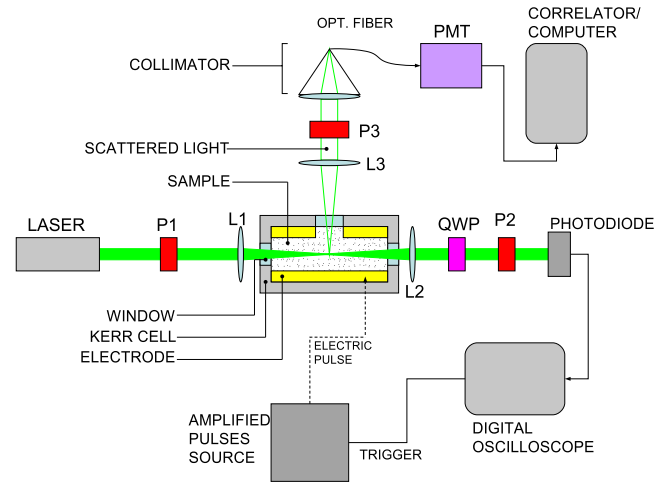 OPT. FIBER
CORRELATOR/
COMPUTER
PMT
COLLIMATOR
P3
SCATTERED LIGHT
L3
SAMPLE
LASER
P1
L1
QWP
P2
PHOTODIODE
L2
WINDOW
KERR CELL
ELECTRODE
ELECTRIC
PULSE
AMPLIFIED
PULSES
SOURCE
TRIGGER
DIGITAL
OSCILLOSCOPE